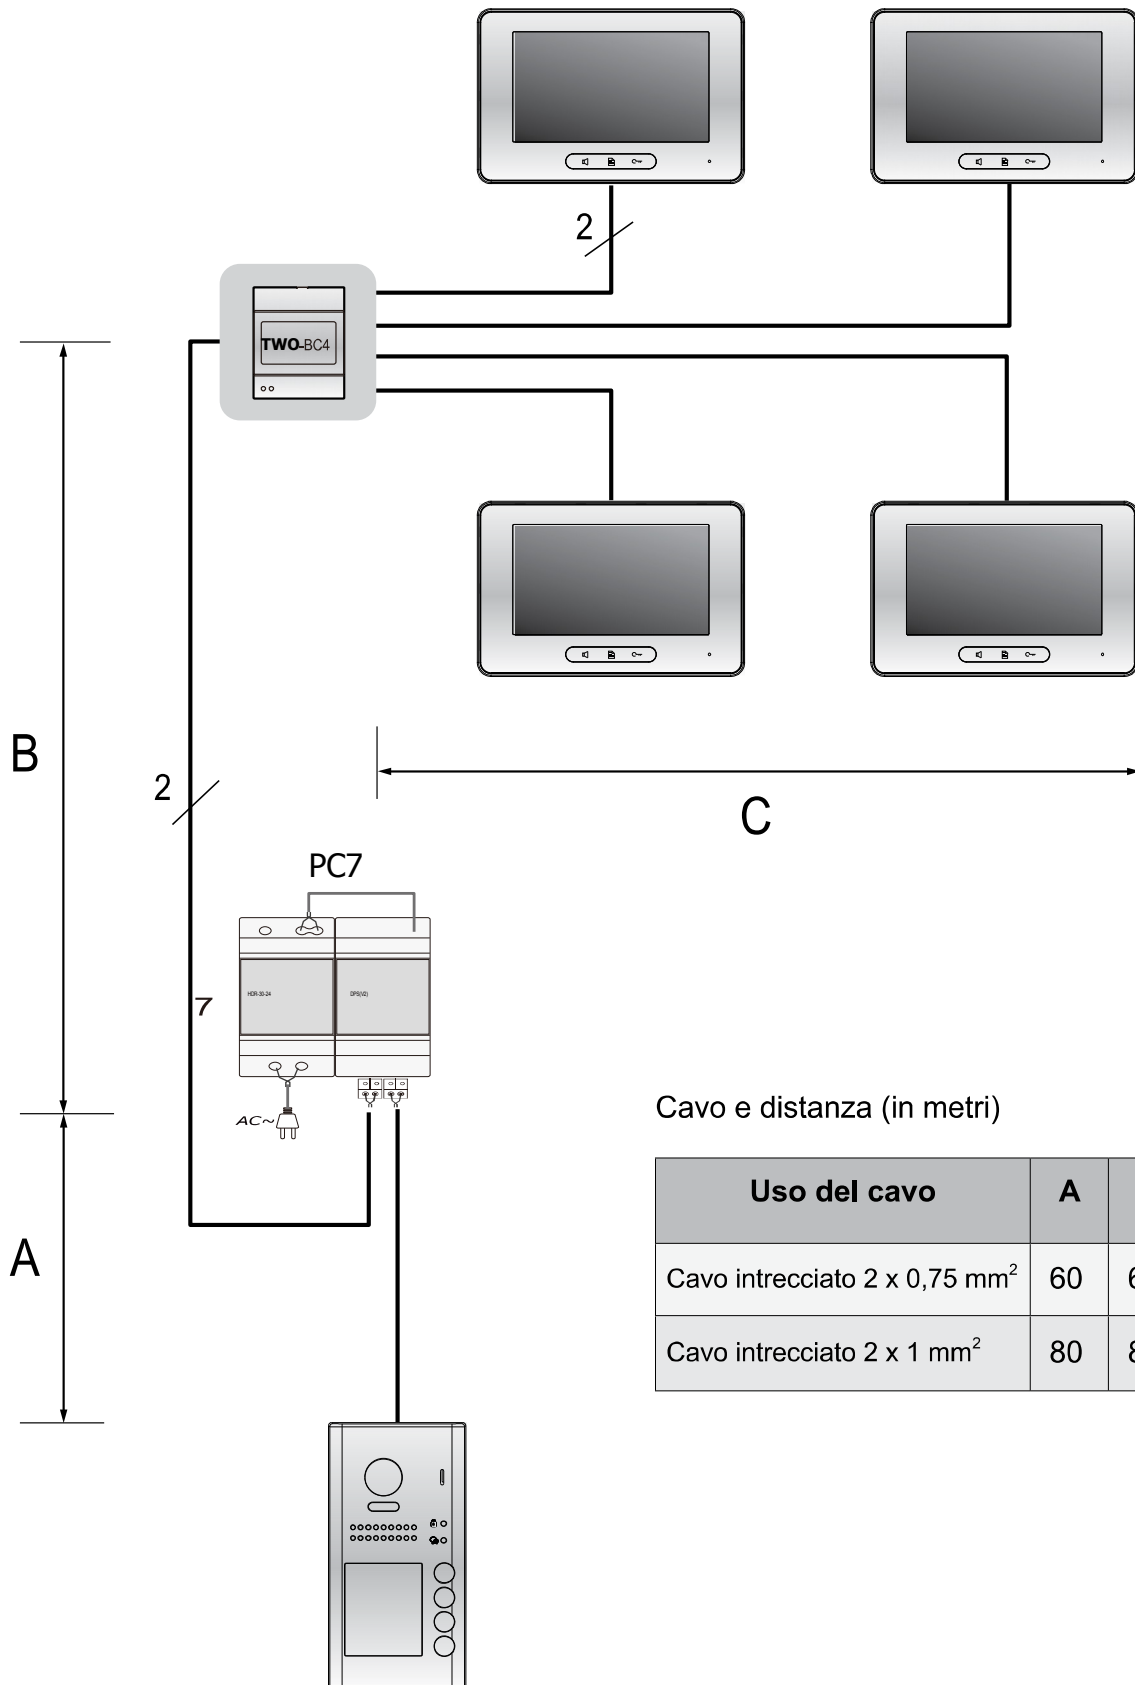 2
TWO-BC4
B
2
C
PC7
HDR-30-24
DPS(V2)
7
AC~
Cavo e distanza (in metri)
Uso del cavo A
Cavo intrecciato 2 x 0,75 mm² 60
A
Cavo intrecciato 2 x 1 mm² 80